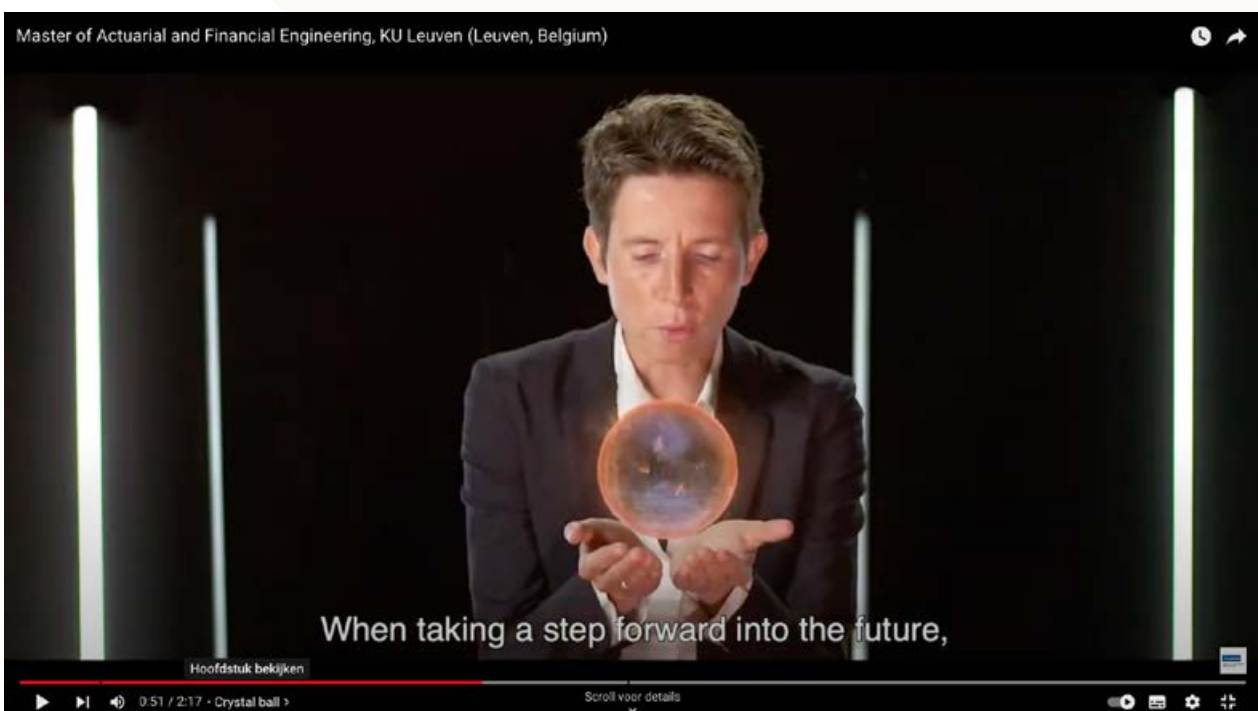 Master of Actuarial and Financial Engineering, KU Leuven (Leuven, Belgium)
When taking a step forward into the future,
Hoofdstuk bekijken
0:51 / 2:17 • Crystal ball >
Scroll voor details